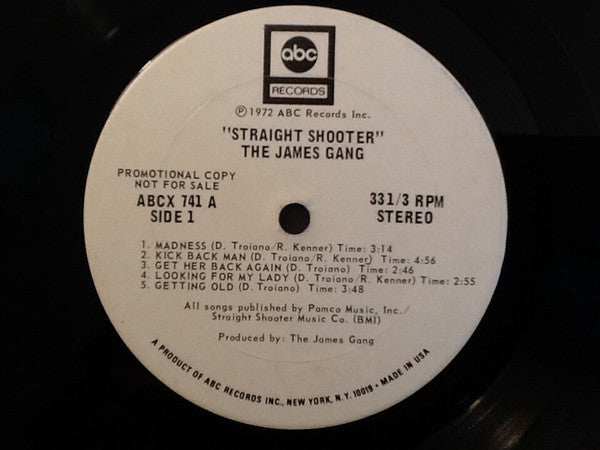 abc
RECORDS
℗1972 ABC Records Inc.
"STRAIGHT SHOOTER"
THE JAMES GANG
PROMOTIONAL COPY
NOT FOR SALE
ABCX 741 A
SIDE 1
33 1/3 RPM
STEREO
1. MADNESS (D. Troiano/R. Kenner) Time: 3:14
2. KICK BACK MAN (D. Troiano/R. Kenner) Time: 4:56
3. GET HER BACK AGAIN (D. Troiano) Time: 2:46
4. LOOKING FOR MY LADY (D. Troiano/R. Kenner) Time: 2:55
5. GETTING OLD (D. Troiano) Time: 3:48
All songs published by Pamco Music, Inc./
Straight Shooter Music Co. (BMI)
Produced by: The James Gang
A PRODUCT OF ABC RECORDS INC., NEW YORK, N.Y. 10019 • MADE IN USA